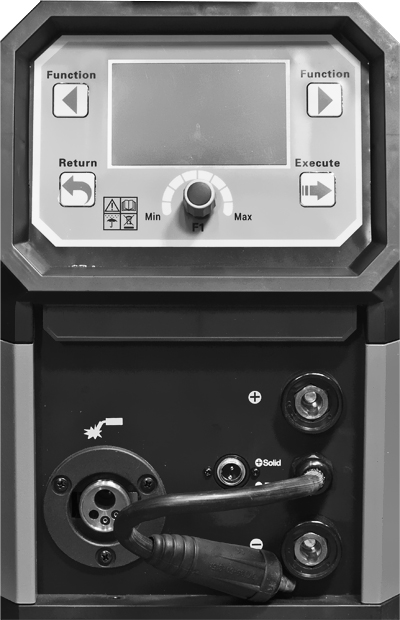 Function
Function
Return
Execute
Min
Max
F1
+
+Solid
−